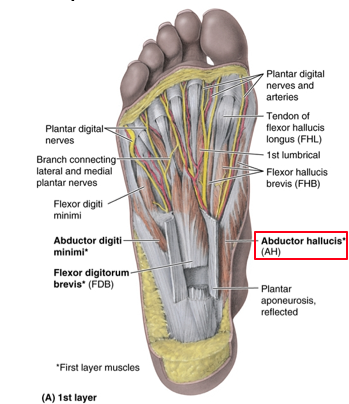 Plantar digital
nerves and
arteries
Tendon of
flexor hallucis
longus (FHL)
1st lumbrical
Flexor hallucis
brevis (FHB)
Abductor hallucis*
(AH)
Plantar
aponeurosis,
reflected
Plantar digital
nerves
Branch connecting
lateral and medial
plantar nerves
Flexor digiti
minimi
Abductor digiti
minimi*
Flexor digitorum
brevis* (FDB)
*First layer muscles
(A) 1st layer